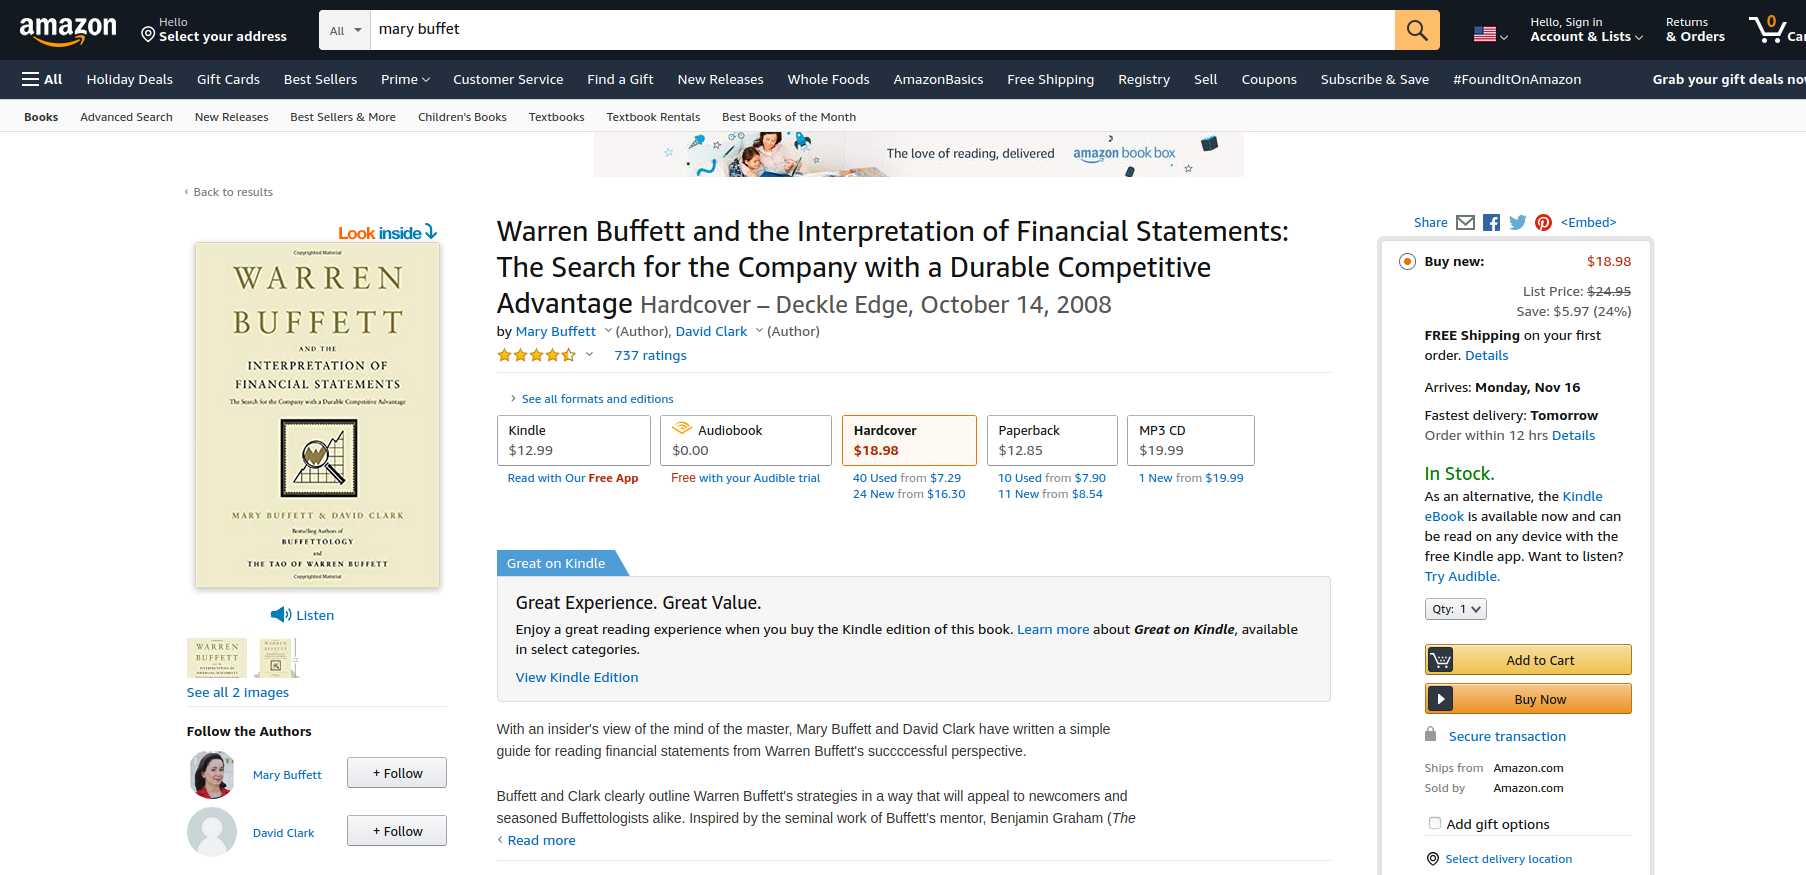 amazon
Hello
Select your address
All
mary buffet
Hello, Sign in
Account & Lists
Returns
& Orders
0
Car
All
Holiday Deals
Gift Cards
Best Sellers
Prime
Customer Service
Find a Gift
New Releases
Whole Foods
AmazonBasics
Free Shipping
Registry
Sell
Coupons
Subscribe & Save
#FoundItOnAmazon
Grab your gift deals now
Books
Advanced Search
New Releases
Best Sellers & More
Children's Books
Textbooks
Textbook Rentals
Best Books of the Month
The love of reading, delivered
amazon book box
‹ Back to results
Look inside
Copyrighted Material
WARREN
BUFFETT
AND THE
INTERPRETATION OF
FINANCIAL STATEMENTS
The Search for the Company with a Durable Competitive Advantage
W
MARY BUFFETT & DAVID CLARK
Bestselling Authors of
BUFFETTOLOGY
and
THE TAO OF WARREN BUFFETT
Copyrighted Material
Listen
WARREN
BUFFETT
See all 2 images
Follow the Authors
Mary Buffett
+ Follow
David Clark
+ Follow
Warren Buffett and the Interpretation of Financial Statements:
The Search for the Company with a Durable Competitive
Advantage Hardcover – Deckle Edge, October 14, 2008
by Mary Buffett (Author), David Clark (Author)
737 ratings
See all formats and editions
Kindle
$12.99
Read with Our Free App
Audiobook
$0.00
Free with your Audible trial
Hardcover
$18.98
40 Used from $7.29
24 New from $16.30
Paperback
$12.85
10 Used from $7.90
11 New from $8.54
MP3 CD
$19.99
1 New from $19.99
Great on Kindle
Great Experience. Great Value.
Enjoy a great reading experience when you buy the Kindle edition of this book. Learn more about Great on Kindle, available
in select categories.
View Kindle Edition
With an insider's view of the mind of the master, Mary Buffett and David Clark have written a simple
guide for reading financial statements from Warren Buffett's succccessful perspective.
Buffett and Clark clearly outline Warren Buffett's strategies in a way that will appeal to newcomers and
seasoned Buffettologists alike. Inspired by the seminal work of Buffett's mentor, Benjamin Graham (The
‹ Read more
Share
<Embed>
Buy new:
$18.98
List Price: $24.95
Save: $5.97 (24%)
FREE Shipping on your first
order. Details
Arrives: Monday, Nov 16
Fastest delivery: Tomorrow
Order within 12 hrs Details
In Stock.
As an alternative, the Kindle
eBook is available now and can
be read on any device with the
free Kindle app. Want to listen?
Try Audible.
Qty: 1
Add to Cart
Buy Now
Secure transaction
Ships from Amazon.com
Sold by Amazon.com
Add gift options
Select delivery location